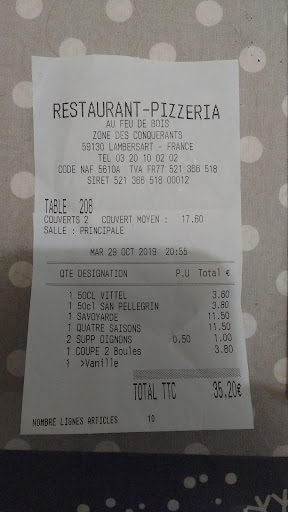 RESTAURANT-PIZZERIA
AU FEU DE BOIS
ZONE DES CONQUERANTS
59130 LAMBERSART - FRANCE
TEL 03 20 10 02 02
CODE NAF 5610A TVA FR77 521 366 518
SIRET 521 366 518 00012
TABLE 208
COUVERTS 2 COUVERT MOYEN : 17.60
SALLE : PRINCIPALE
MAR 29 OCT 2019 20:55
QTE DESIGNATION P.U Total €
1 50CL VITTEL 3.60
1 50cl SAN PELLEGRIN 3.80
1 SAVOYARDE 11.50
1 QUATRE SAISONS 11.50
2 SUPP OIGNONS 0.50 1.00
1 COUPE 2 Boules 3.80
1 >Vanille
TOTAL TTC 35,20€
NOMBRE LIGNES ARTICLES 10